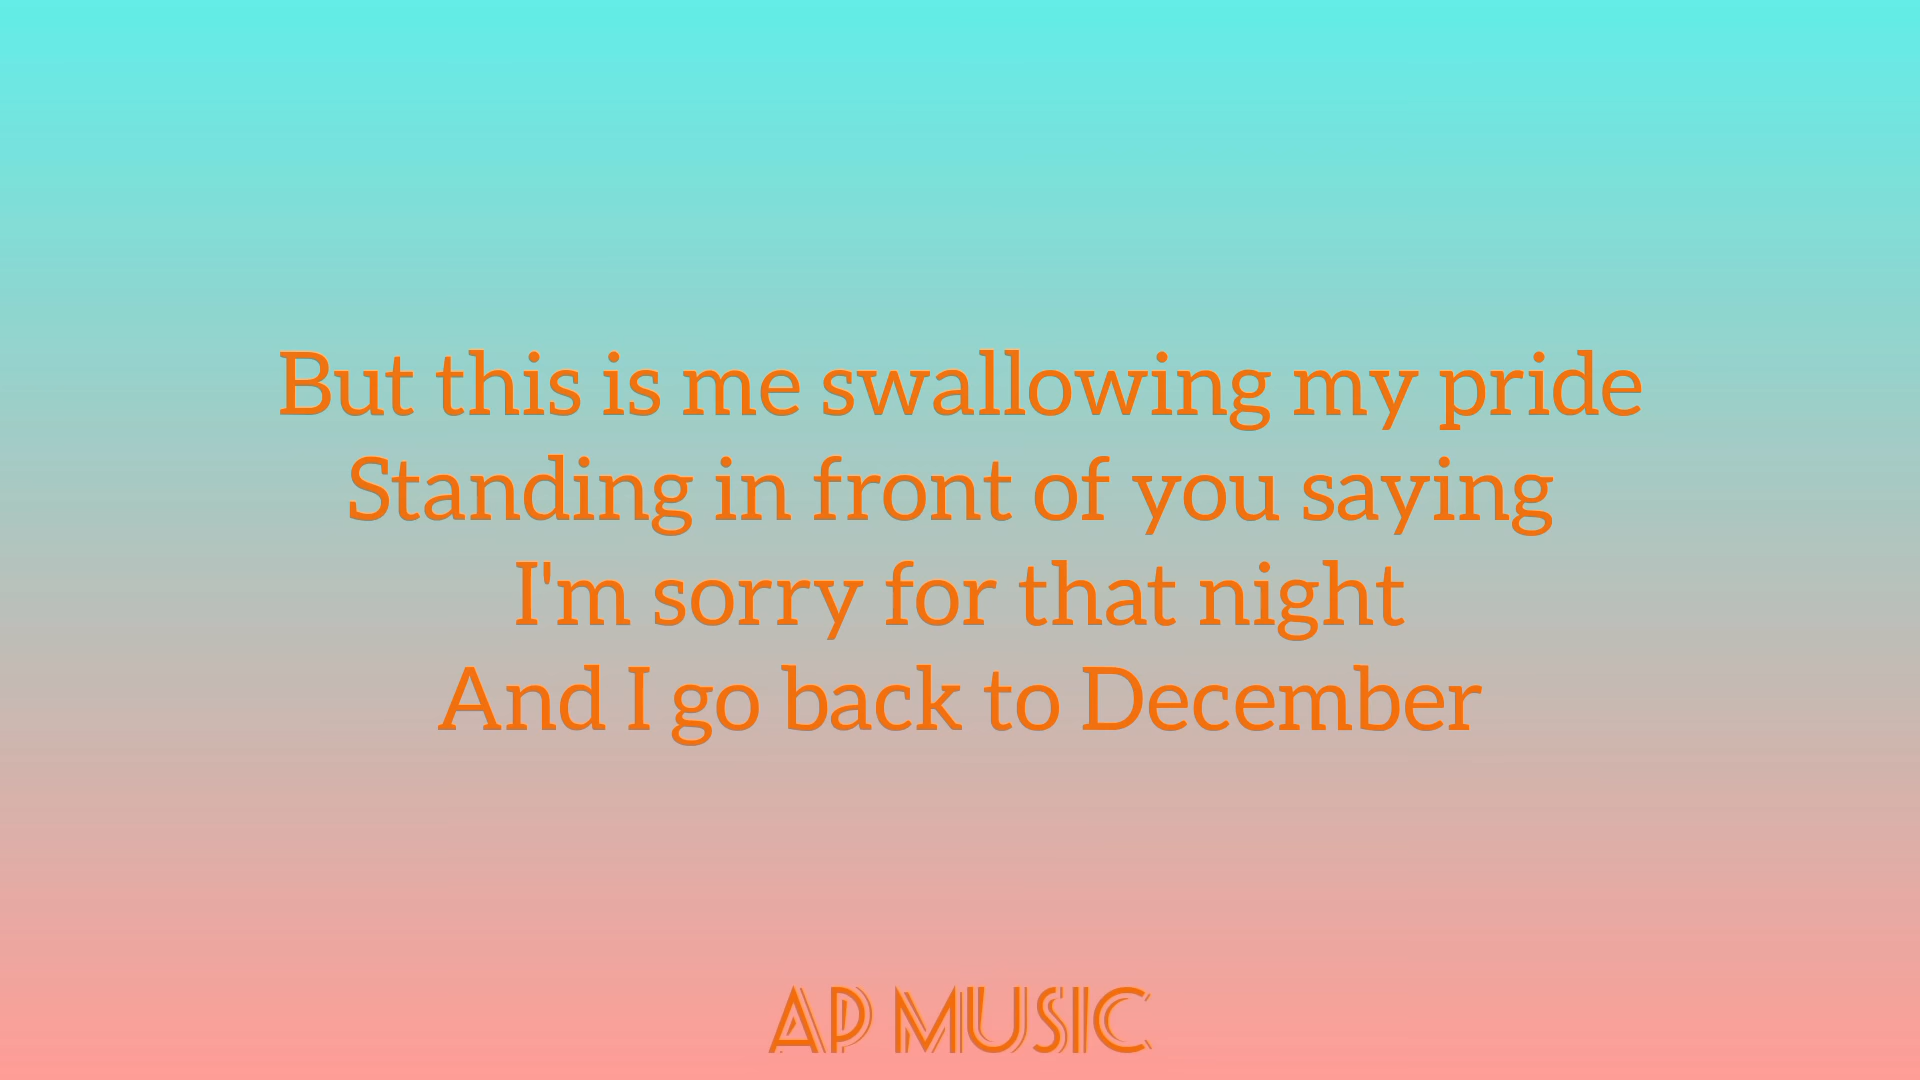 But this is me swallowing my pride
Standing in front of you saying
I'm sorry for that night
And I go back to December
AP MUSIC